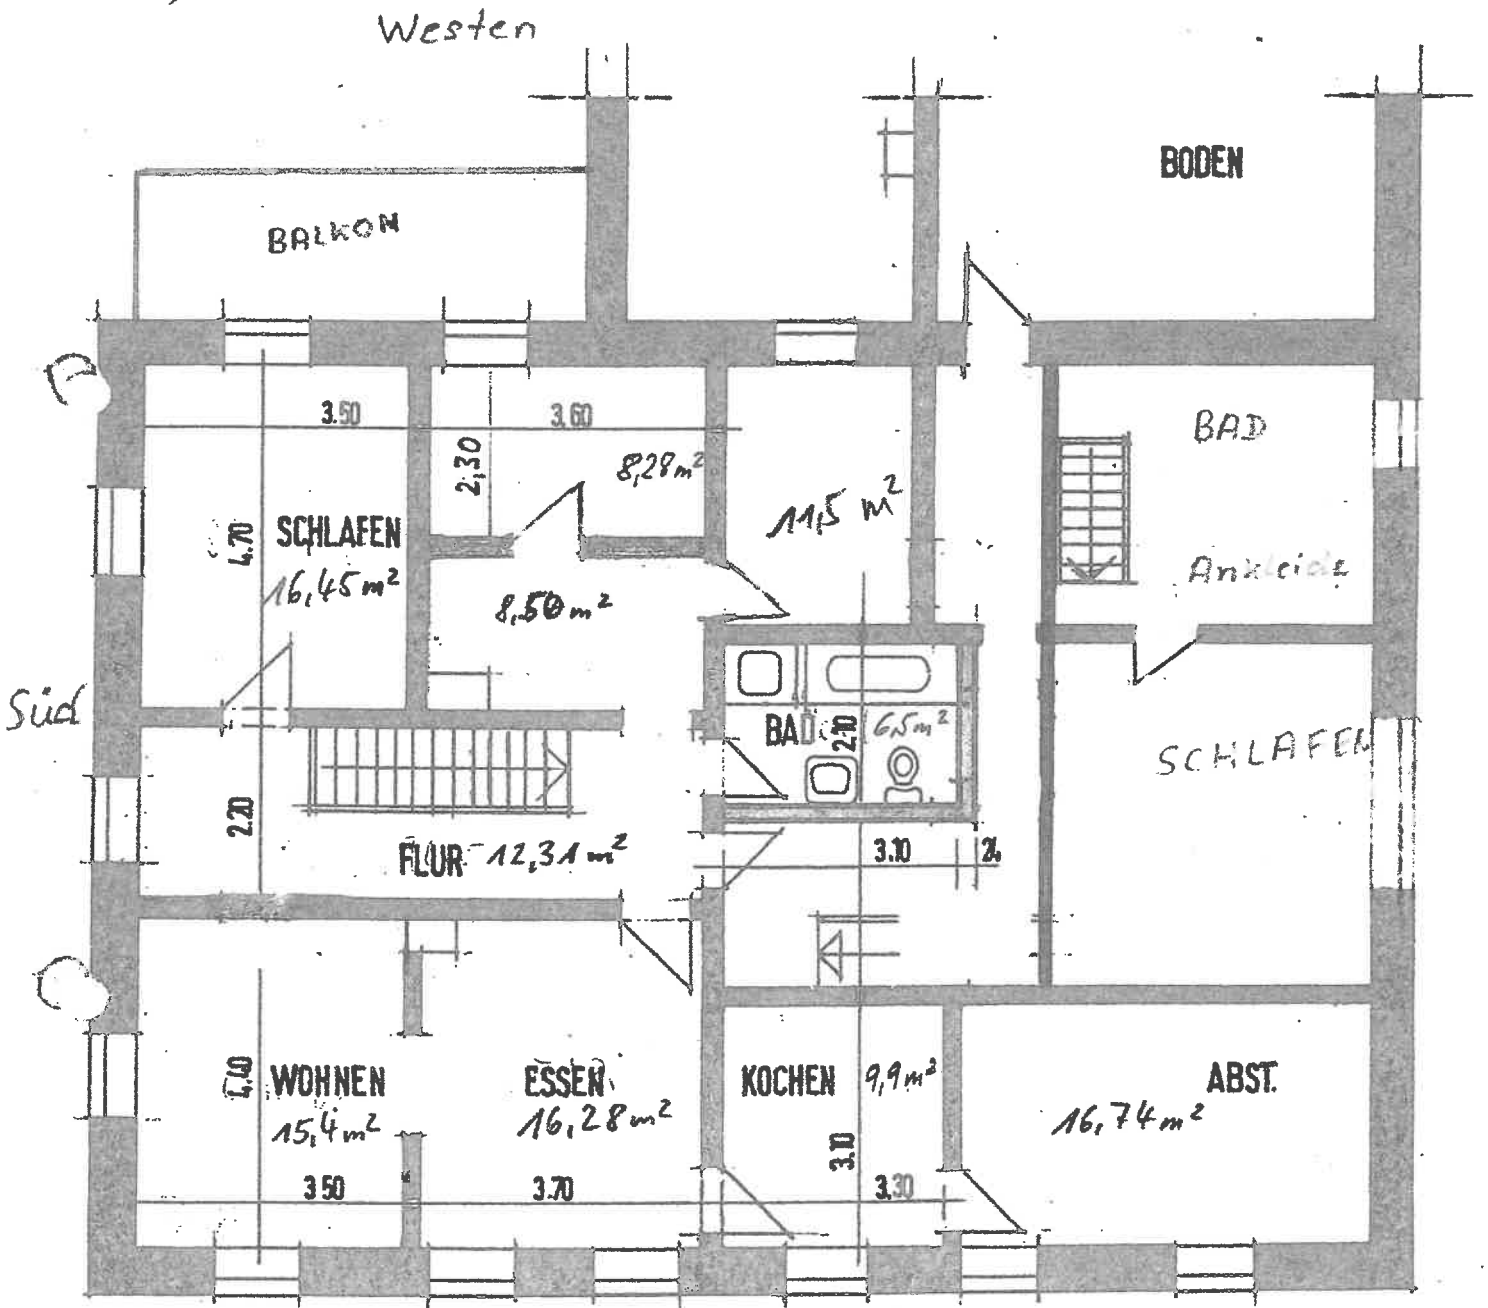 Westen
BODEN
BALKON
3.50
3,60
BAD
2,30
8,28m²
11,5 m²
4.70
SCHLAFEN
16,45m²
Ankleide
8,50m²
Süd
BAD
2.10
6,5m²
SCHLAFEN
2.20
FLUR
12,31m²
3.10
24
4.40
WOHNEN
15,4m²
ESSEN
16,28m²
KOCHEN
9,9m²
ABST.
16,74m²
3.10
3.50
3.70
3,30